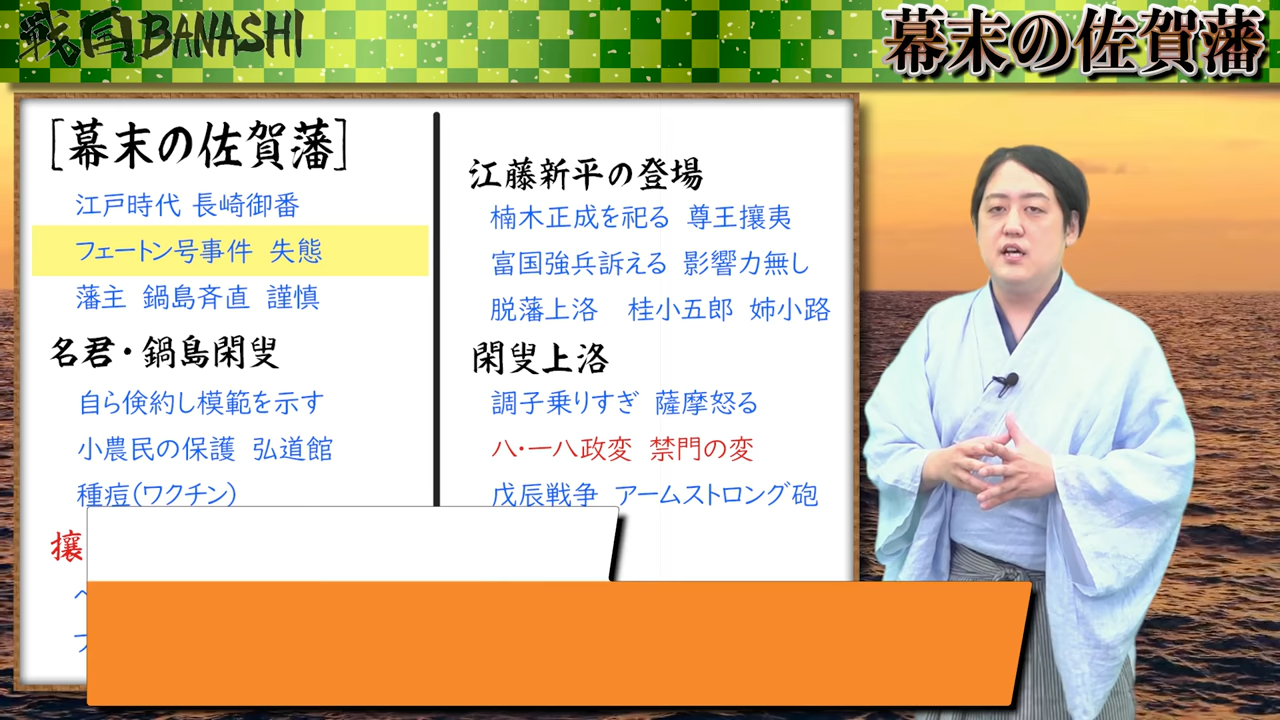 戦国BANASHI
幕末の佐賀藩
[幕末の佐賀藩]
江戸時代 長崎御番
フェートン号事件 失態
藩主 鍋島斉直 謹慎
名君・鍋島閑叟
自ら倹約し模範を示す
小農民の保護 弘道館
種痘(ワクチン)
攘
江藤新平の登場
楠木正成を祀る 尊王攘夷
富国強兵訴える 影響力無し
脱藩上洛 桂小五郎 姉小路
閑叟上洛
調子乗りすぎ 薩摩怒る
八・一八政変 禁門の変
戊辰戦争 アームストロング砲